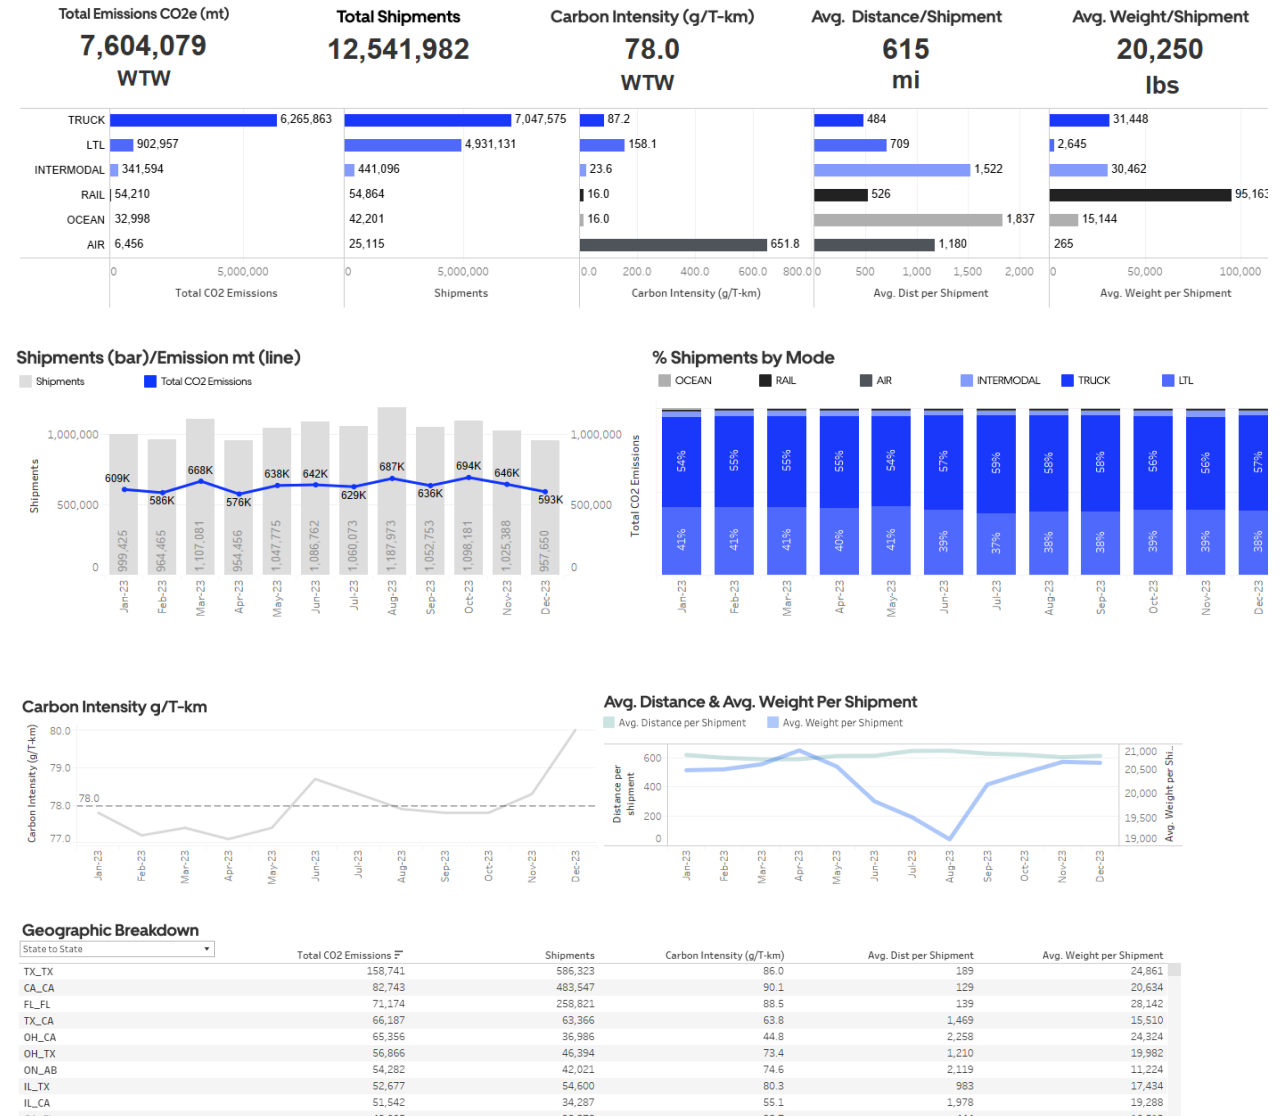 Total Emissions CO2e (mt)
7,604,079
WTW
Total Shipments
12,541,982
Carbon Intensity (g/T-km)
78.0
WTW
Avg. Distance/Shipment
615
mi
Avg. Weight/Shipment
20,250
lbs
TRUCK 6,265,863 7,047,575 87.2 484 31,448
LTL 902,957 4,931,131 158.1 709 2,645
INTERMODAL 341,594 441,096 23.6 1,522 30,462
RAIL 54,210 54,864 16.0 526 95,163
OCEAN 32,998 42,201 16.0 1,837 15,144
AIR 6,456 25,115 651.8 1,180 265
0 5,000,000 0 5,000,000 0.0 200.0 400.0 600.0 800.0 0 500 1,000 1,500 2,000 0 50,000 100,000
Total CO2 Emissions Shipments Carbon Intensity (g/T-km) Avg. Dist per Shipment Avg. Weight per Shipment
Shipments (bar)/Emission mt (line)
Shipments Total CO2 Emissions
Shipments
1,000,000
500,000
0
609K 586K 668K 576K 638K 642K 629K 687K 636K 694K 646K 593K
999,425 964,465 1,107,081 954,456 1,047,775 1,086,762 1,060,073 1,187,973 1,052,753 1,098,181 1,025,388 957,650
1,000,000
500,000
0
Jan-23 Feb-23 Mar-23 Apr-23 May-23 Jun-23 Jul-23 Aug-23 Sep-23 Oct-23 Nov-23 Dec-23
% Shipments by Mode
OCEAN RAIL AIR INTERMODAL TRUCK LTL
Total CO2 Emissions
54% 55% 55% 55% 54% 57% 59% 58% 58% 56% 56% 57%
41% 41% 41% 40% 41% 39% 37% 38% 38% 39% 39% 38%
Jan-23 Feb-23 Mar-23 Apr-23 May-23 Jun-23 Jul-23 Aug-23 Sep-23 Oct-23 Nov-23 Dec-23
Carbon Intensity g/T-km
Carbon Intensity (g/T-km)
80.0
79.0
78.0
77.0
78.0
Jan-23 Feb-23 Mar-23 Apr-23 May-23 Jun-23 Jul-23 Aug-23 Sep-23 Oct-23 Nov-23 Dec-23
Avg. Distance & Avg. Weight Per Shipment
Avg. Distance per Shipment Avg. Weight per Shipment
Distance per
shipment
600
400
200
0
21,000
20,500
20,000
19,500
19,000
Avg. Weight per Shi..
Jan-23 Feb-23 Mar-23 Apr-23 May-23 Jun-23 Jul-23 Aug-23 Sep-23 Oct-23 Nov-23 Dec-23
Geographic Breakdown
State to State
Total CO2 Emissions Shipments Carbon Intensity (g/T-km) Avg. Dist per Shipment Avg. Weight per Shipment
TX_TX 158,741 586,323 86.0 189 24,861
CA_CA 82,743 483,547 90.1 129 20,634
FL_FL 71,174 258,821 88.5 139 28,142
TX_CA 66,187 63,366 63.8 1,469 15,510
OH_CA 65,356 36,986 44.8 2,258 24,324
OH_TX 56,866 46,394 73.4 1,210 19,982
ON_AB 54,282 42,021 74.6 2,119 11,224
IL_TX 52,677 54,600 80.3 983 17,434
IL_CA 51,542 34,287 55.1 1,978 19,288